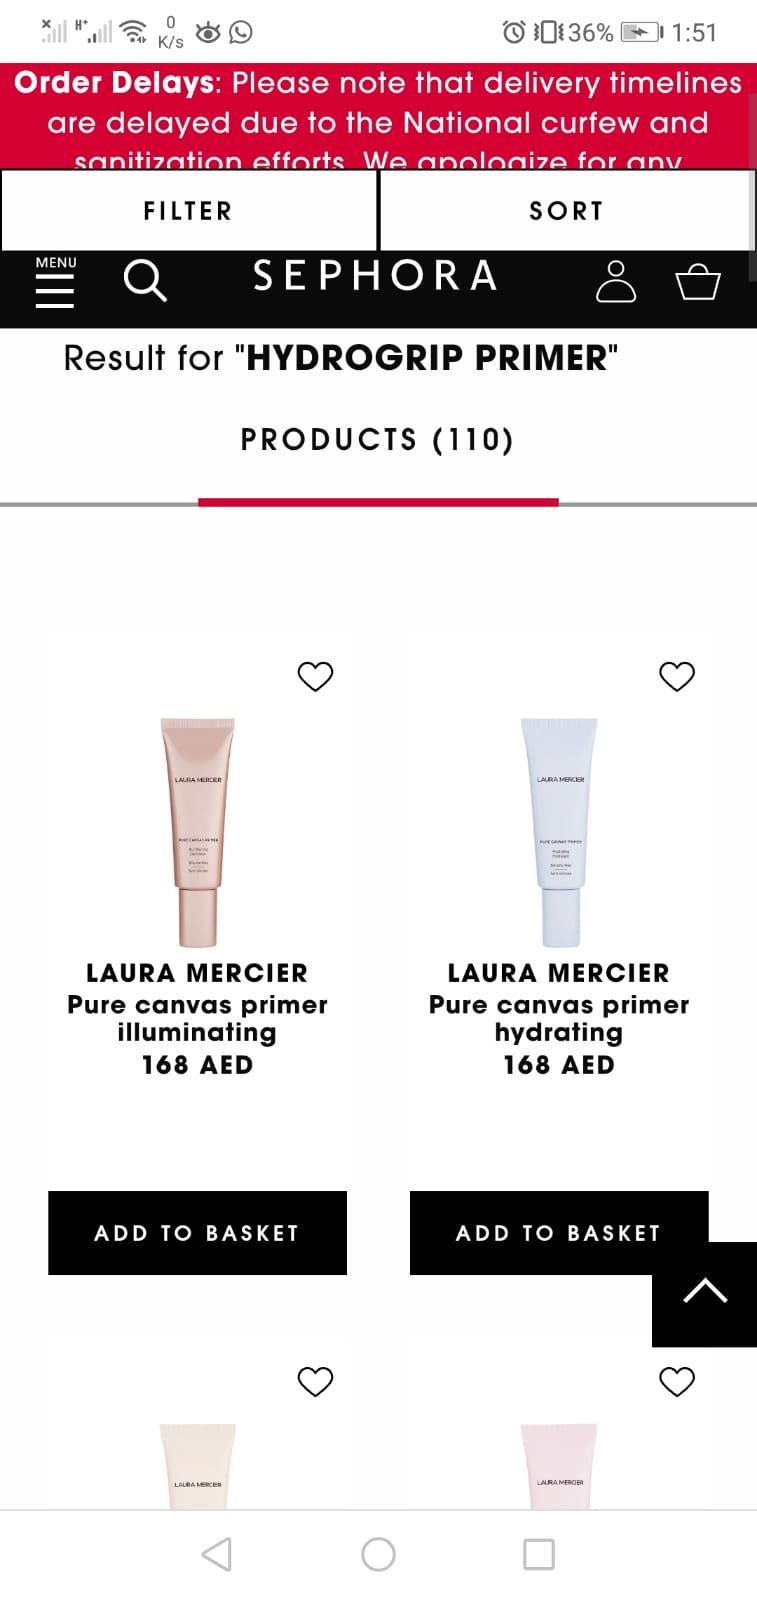 H+
0
K/s
36%
1:51
Order Delays: Please note that delivery timelines
are delayed due to the National curfew and
sanitization efforts. We apologize for any
FILTER
SORT
MENU
SEPHORA
Result for "HYDROGRIP PRIMER"
PRODUCTS (110)
LAURA MERCIER
PURE CANVAS PRIMER
LAURA MERCIER
PURE CANVAS PRIMER
LAURA MERCIER
Pure canvas primer
illuminating
168 AED
LAURA MERCIER
Pure canvas primer
hydrating
168 AED
ADD TO BASKET
ADD TO BASKET
LAURA MERCIER
LAURA MERCIER